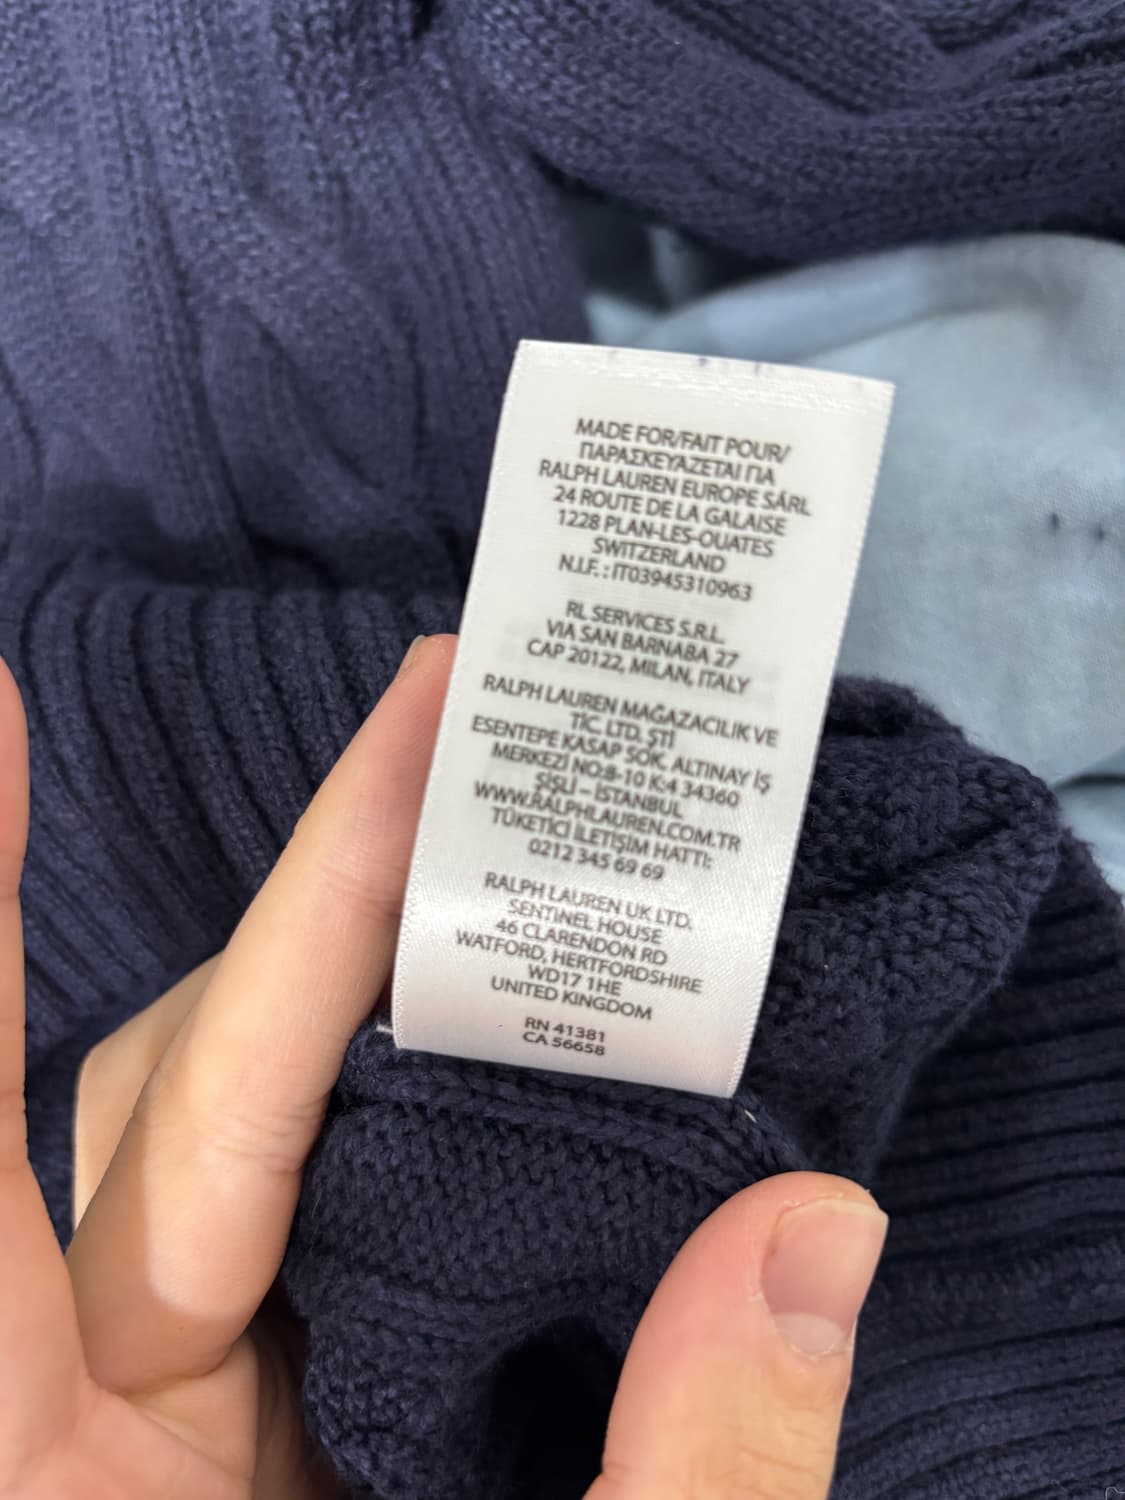 MADE FOR/FAIT POUR/
ΠΑΡΑΣΚΕΥΑΖΕΤΑΙ ΓΙΑ
RALPH LAUREN EUROPE SÀRL
24 ROUTE DE LA GALAISE
1228 PLAN-LES-OUATES
SWITZERLAND
N.I.F. : IT03945310963
RL SERVICES S.R.L.
VIA SAN BARNABA 27
CAP 20122, MILAN, ITALY
RALPH LAUREN MAĞAZACILIK VE
TİC. LTD. ŞTİ
ESENTEPE KASAP SOK. ALTINAY İŞ
MERKEZİ NO:8-10 K:4 34360
ŞİŞLİ – İSTANBUL
WWW.RALPHLAUREN.COM.TR
TÜKETİCİ İLETİŞİM HATTI:
0212 345 69 69
RALPH LAUREN UK LTD.
SENTINEL HOUSE
46 CLARENDON RD
WATFORD, HERTFORDSHIRE
WD17 1HE
UNITED KINGDOM
RN 41381
CA 56658